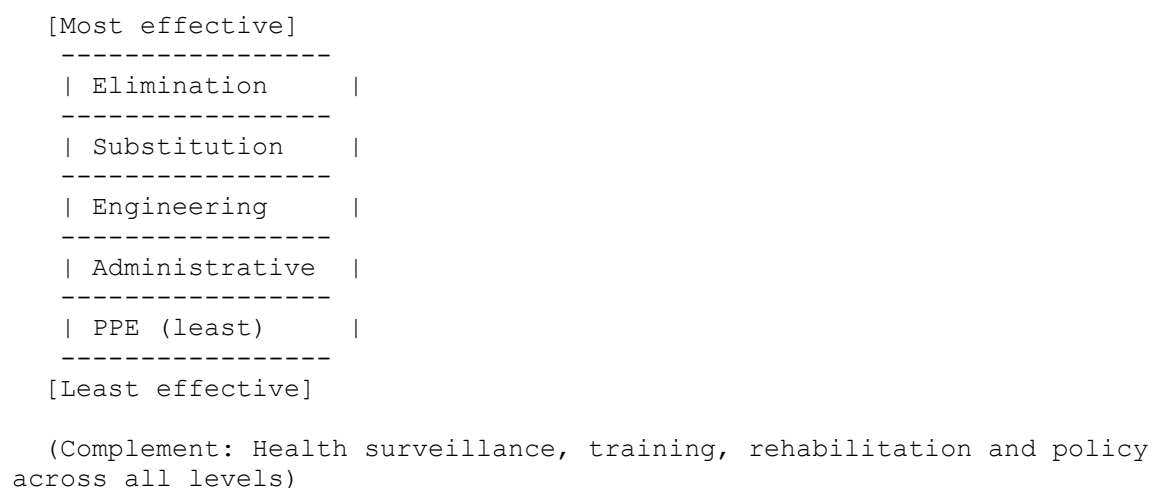 [Most effective]
-----------------
| Elimination     |
-----------------
| Substitution    |
-----------------
| Engineering     |
-----------------
| Administrative  |
-----------------
| PPE (least)     |
-----------------
[Least effective]
(Complement: Health surveillance, training, rehabilitation and policy
across all levels)